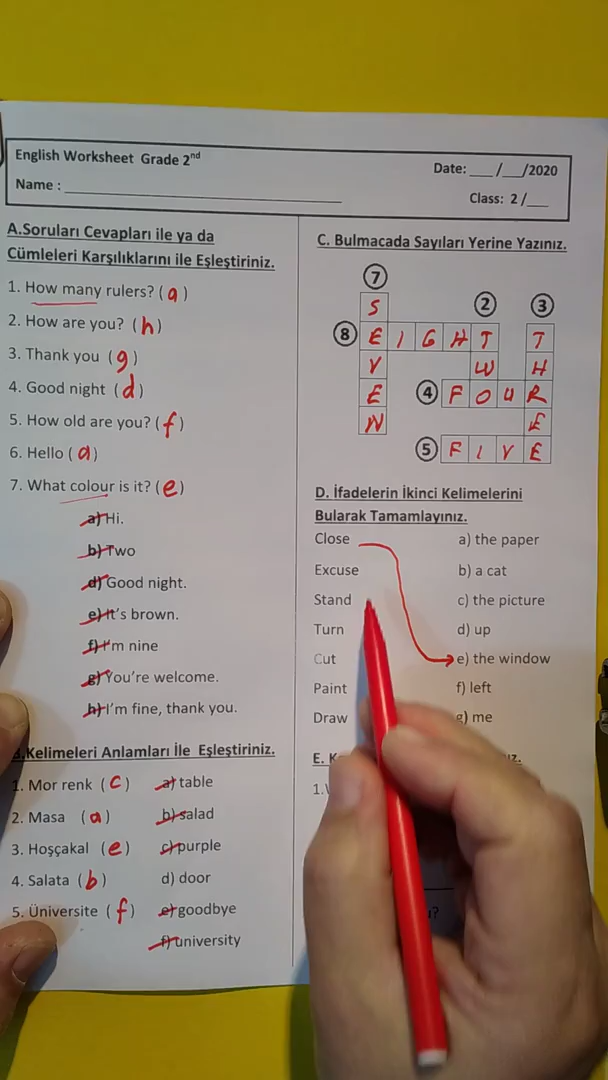 English Worksheet Grade 2nd
Name : ____________________
Date: ___/___/2020
Class: 2 /___
A.Soruları Cevapları ile ya da
Cümleleri Karşılıklarını ile Eşleştiriniz.
1. How many rulers? (a)
2. How are you? (h)
3. Thank you (g)
4. Good night (d)
5. How old are you? (f)
6. Hello (a)
7. What colour is it? (e)
a) Hi.
b) Two
d) Good night.
e) It's brown.
f) I'm nine
g) You're welcome.
h) I'm fine, thank you.
B.Kelimeleri Anlamları İle Eşleştiriniz.
1. Mor renk (c) a) table
2. Masa (a) b) salad
3. Hoşçakal (e) c) purple
4. Salata (b) d) door
5. Üniversite (f) e) goodbye
f) university
C. Bulmacada Sayıları Yerine Yazınız.
7 2 3
S
8 E I G H T T
V W H
E 4 F O U R
N E
5 F I V E
D. İfadelerin İkinci Kelimelerini
Bularak Tamamlayınız.
Close a) the paper
Excuse b) a cat
Stand c) the picture
Turn d) up
Cut e) the window
Paint f) left
Draw g) me
E.
1.